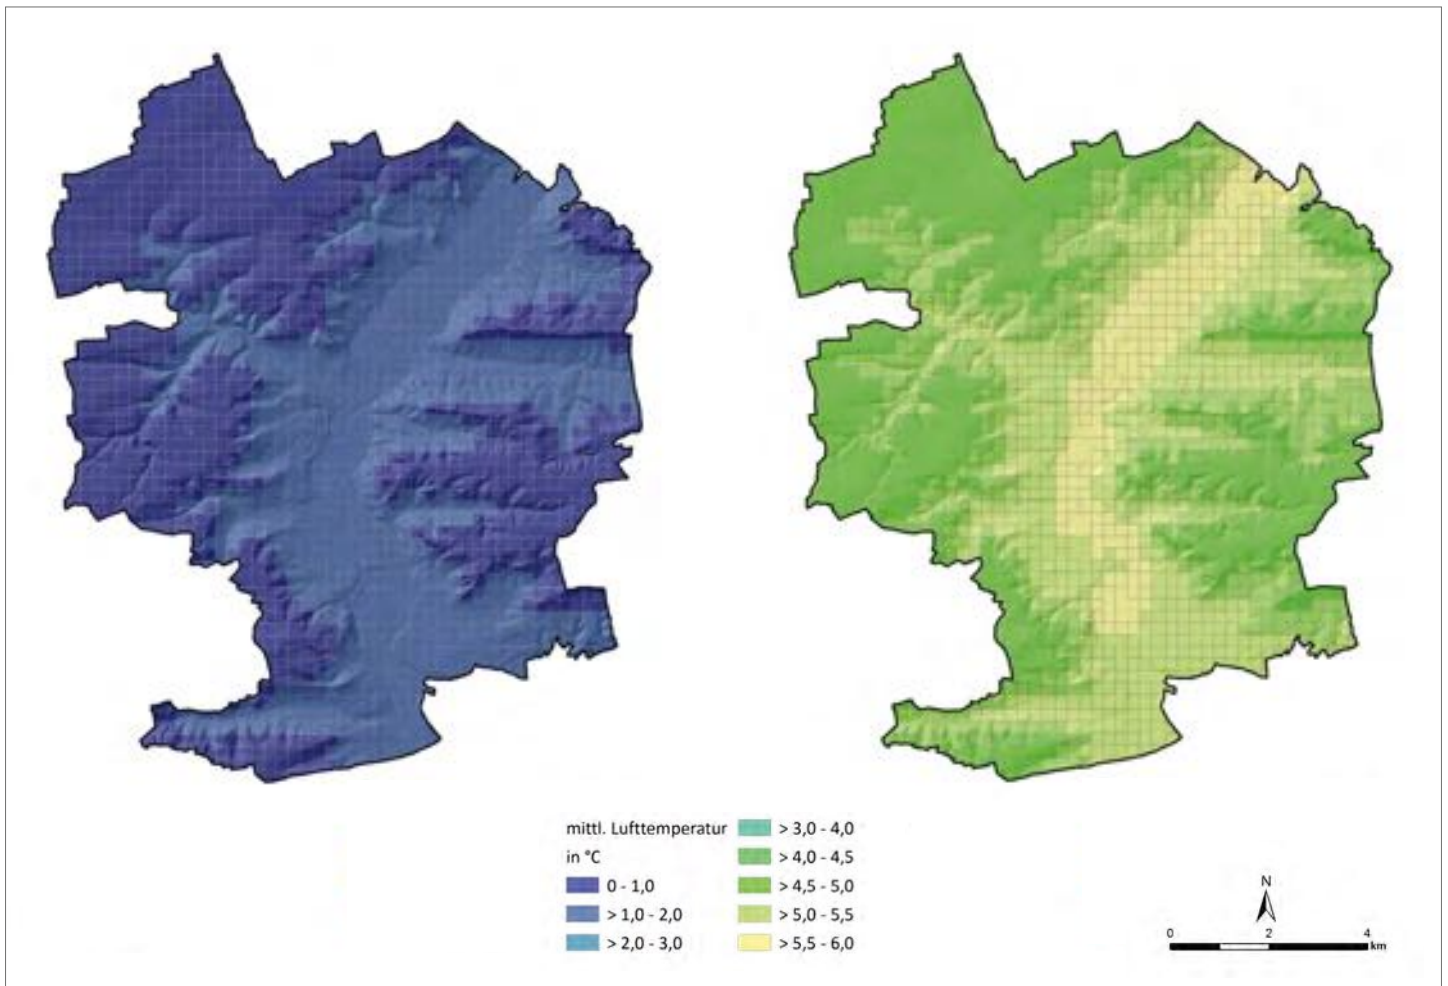 mittl. Lufttemperatur
in °C
0 - 1,0
> 1,0 - 2,0
> 2,0 - 3,0
> 3,0 - 4,0
> 4,0 - 4,5
> 4,5 - 5,0
> 5,0 - 5,5
> 5,5 - 6,0
N
0 2 4
km